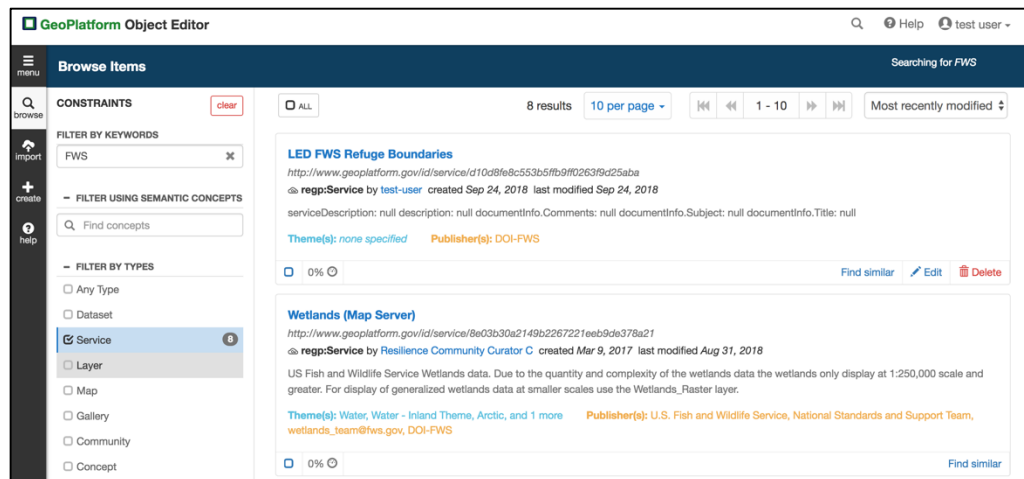 GeoPlatform Object Editor
Help
test user
menu
Browse Items
Searching for FWS
browse
import
create
help
CONSTRAINTS
clear
FILTER BY KEYWORDS
FWS
FILTER USING SEMANTIC CONCEPTS
Find concepts
FILTER BY TYPES
Any Type
Dataset
Service 8
Layer
Map
Gallery
Community
Concept
ALL
8 results
10 per page
1 - 10
Most recently modified
LED FWS Refuge Boundaries
http://www.geoplatform.gov/id/service/d10d8fe8c553b5ffb9ff0263f9d25aba
regp:Service by test-user created Sep 24, 2018 last modified Sep 24, 2018
serviceDescription: null description: null documentInfo.Comments: null documentInfo.Subject: null documentInfo.Title: null
Theme(s): none specified Publisher(s): DOI-FWS
0%
Find similar
Edit
Delete
Wetlands (Map Server)
http://www.geoplatform.gov/id/service/8e03b30a2149b2267221eeb9de378a21
regp:Service by Resilience Community Curator C created Mar 9, 2017 last modified Aug 31, 2018
US Fish and Wildlife Service Wetlands data. Due to the quantity and complexity of the wetlands data the wetlands only display at 1:250,000 scale and
greater. For display of generalized wetlands data at smaller scales use the Wetlands_Raster layer.
Theme(s): Water, Water - Inland Theme, Arctic, and 1 more Publisher(s): U.S. Fish and Wildlife Service, National Standards and Support Team,
wetlands_team@fws.gov, DOI-FWS
0%
Find similar